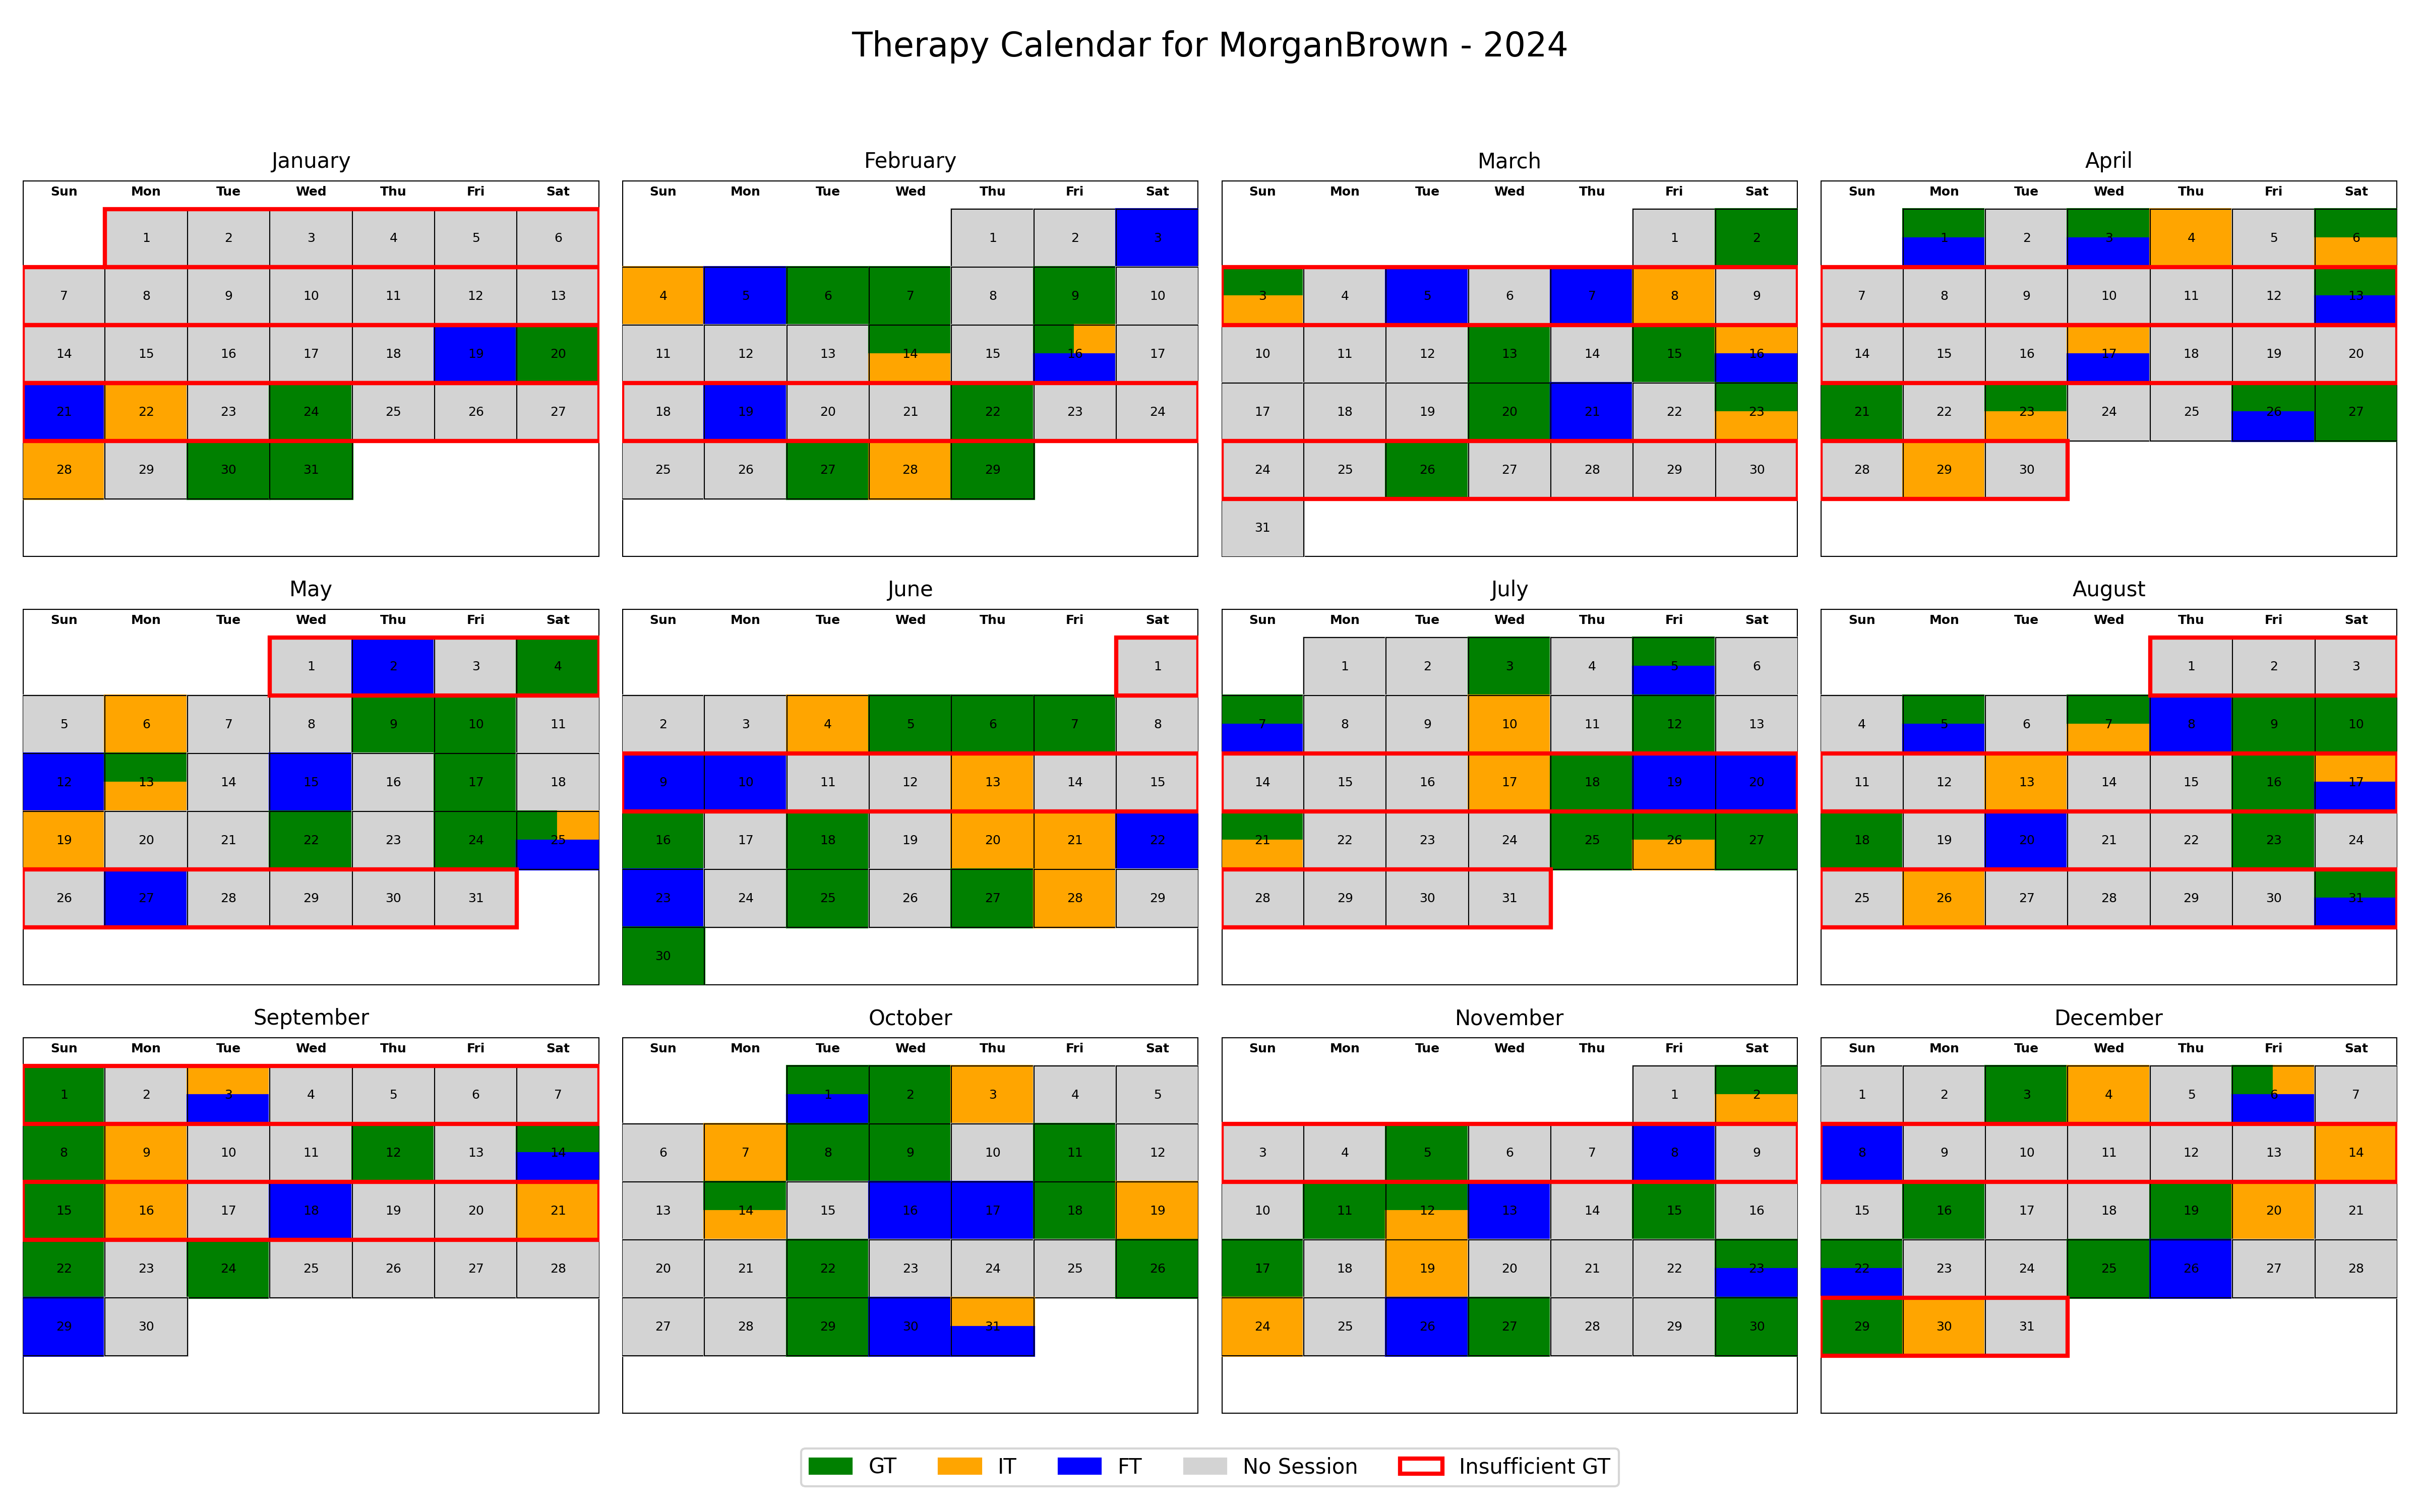 Therapy Calendar for MorganBrown - 2024
January
Sun Mon Tue Wed Thu Fri Sat
1 2 3 4 5 6
7 8 9 10 11 12 13
14 15 16 17 18 19 20
21 22 23 24 25 26 27
28 29 30 31
February
Sun Mon Tue Wed Thu Fri Sat
1 2 3
4 5 6 7 8 9 10
11 12 13 14 15 16 17
18 19 20 21 22 23 24
25 26 27 28 29
March
Sun Mon Tue Wed Thu Fri Sat
1 2
3 4 5 6 7 8 9
10 11 12 13 14 15 16
17 18 19 20 21 22 23
24 25 26 27 28 29 30
31
April
Sun Mon Tue Wed Thu Fri Sat
1 2 3 4 5 6
7 8 9 10 11 12 13
14 15 16 17 18 19 20
21 22 23 24 25 26 27
28 29 30
May
Sun Mon Tue Wed Thu Fri Sat
1 2 3 4
5 6 7 8 9 10 11
12 13 14 15 16 17 18
19 20 21 22 23 24 25
26 27 28 29 30 31
June
Sun Mon Tue Wed Thu Fri Sat
1
2 3 4 5 6 7 8
9 10 11 12 13 14 15
16 17 18 19 20 21 22
23 24 25 26 27 28 29
30
July
Sun Mon Tue Wed Thu Fri Sat
1 2 3 4 5 6
7 8 9 10 11 12 13
14 15 16 17 18 19 20
21 22 23 24 25 26 27
28 29 30 31
August
Sun Mon Tue Wed Thu Fri Sat
1 2 3
4 5 6 7 8 9 10
11 12 13 14 15 16 17
18 19 20 21 22 23 24
25 26 27 28 29 30 31
September
Sun Mon Tue Wed Thu Fri Sat
1 2 3 4 5 6 7
8 9 10 11 12 13 14
15 16 17 18 19 20 21
22 23 24 25 26 27 28
29 30
October
Sun Mon Tue Wed Thu Fri Sat
1 2 3 4 5
6 7 8 9 10 11 12
13 14 15 16 17 18 19
20 21 22 23 24 25 26
27 28 29 30 31
November
Sun Mon Tue Wed Thu Fri Sat
1 2
3 4 5 6 7 8 9
10 11 12 13 14 15 16
17 18 19 20 21 22 23
24 25 26 27 28 29 30
December
Sun Mon Tue Wed Thu Fri Sat
1 2 3 4 5 6 7
8 9 10 11 12 13 14
15 16 17 18 19 20 21
22 23 24 25 26 27 28
29 30 31
GT IT FT No Session Insufficient GT